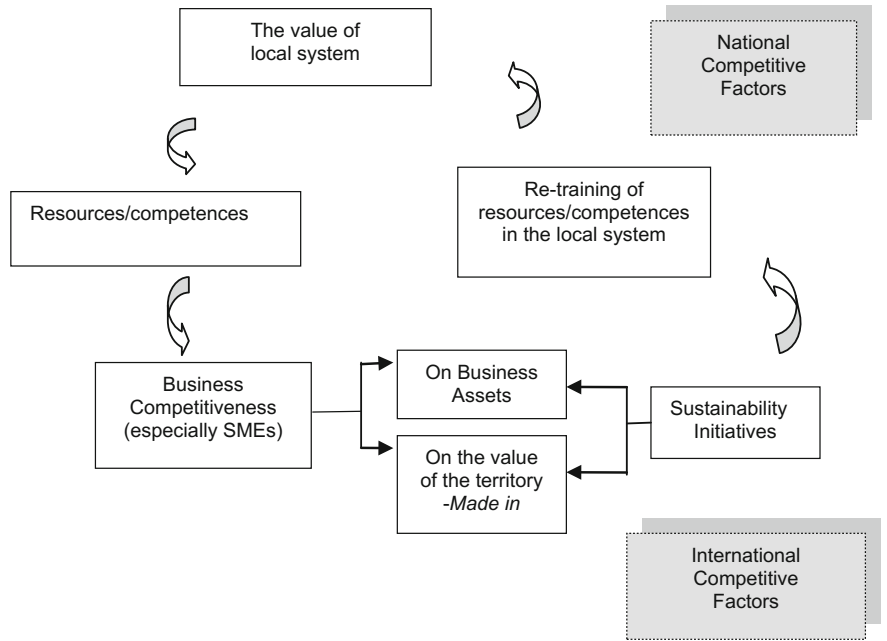 The value of
local system
National
Competitive
Factors
Resources/competences
Re-training of
resources/competences
in the local system
Business
Competitiveness
(especially SMEs)
On Business
Assets
On the value
of the territory
-Made in
Sustainability
Initiatives
International
Competitive
Factors